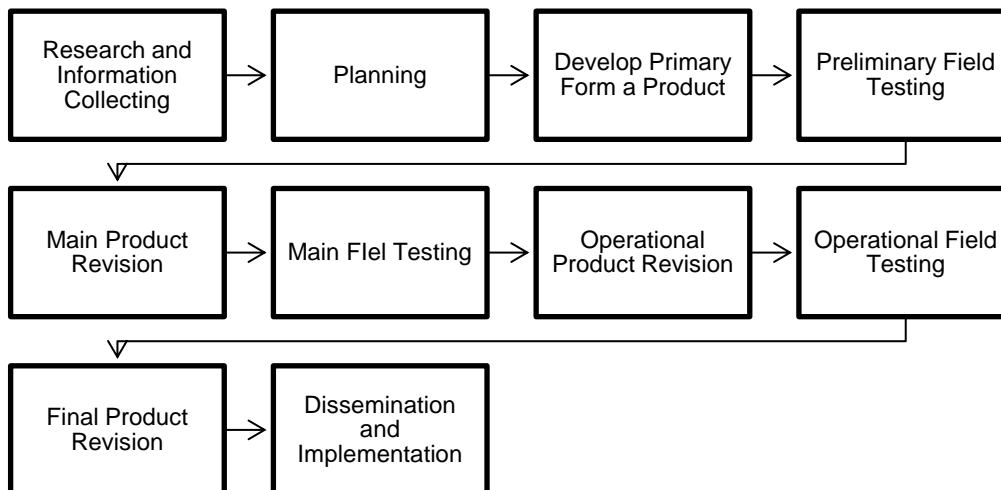 Research and
Information
Collecting
Planning
Develop Primary
Form a Product
Preliminary Field
Testing
Main Product
Revision
Main FIel Testing
Operational
Product Revision
Operational Field
Testing
Final Product
Revision
Dissemination
and
Implementation